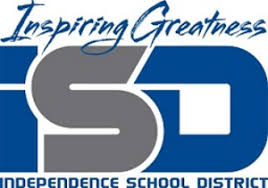 Inspiring Greatness
ISD
INDEPENDENCE SCHOOL DISTRICT